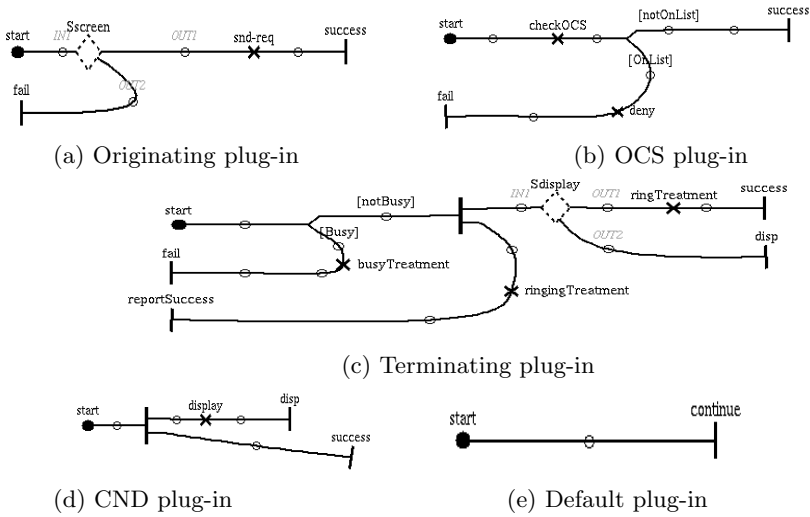 Sscreen
start
IN1
OUT1
snd-req
success
fail
OUT2
(a) Originating plug-in
start
checkOCS
[notOnList]
success
[OnList]
fail
deny
(b) OCS plug-in
start
[notBusy]
IN1
Sdisplay
OUT1
ringTreatment
success
[Busy]
fail
busyTreatment
OUT2
disp
reportSuccess
ringingTreatment
(c) Terminating plug-in
start
display
disp
success
(d) CND plug-in
start
continue
(e) Default plug-in